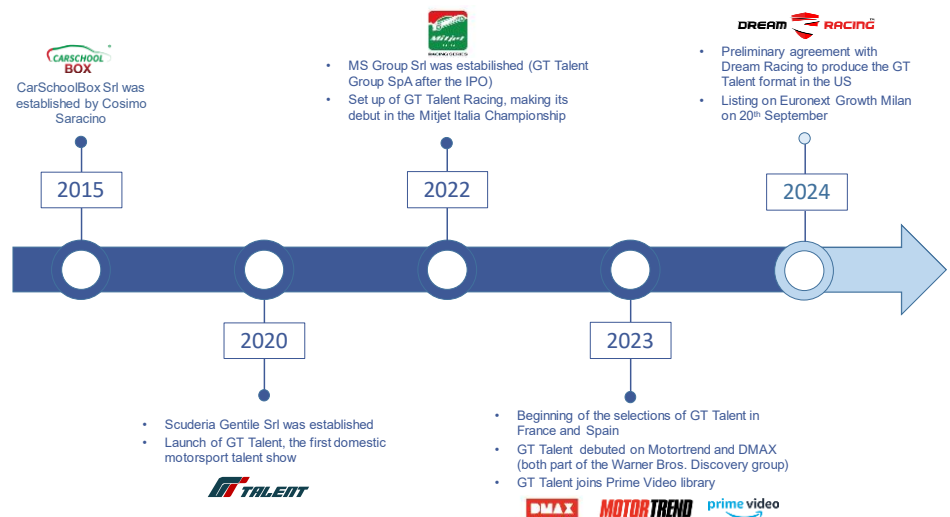 CARSCHOOL
BOX
CarSchoolBox Srl was
established by Cosimo
Saracino
2015
Mitjet
RACING SERIES
• MS Group Srl was estabilished (GT Talent
Group SpA after the IPO)
• Set up of GT Talent Racing, making its
debut in the Mitjet Italia Championship
2022
DREAM RACING
• Preliminary agreement with
Dream Racing to produce the GT
Talent format in the US
• Listing on Euronext Growth Milan
on 20th September
2024
2020
• Scuderia Gentile Srl was established
• Launch of GT Talent, the first domestic
motorsport talent show
GT TALENT
2023
• Beginning of the selections of GT Talent in
France and Spain
• GT Talent debuted on Motortrend and DMAX
(both part of the Warner Bros. Discovery group)
• GT Talent joins Prime Video library
DMAX MOTORTREND prime video